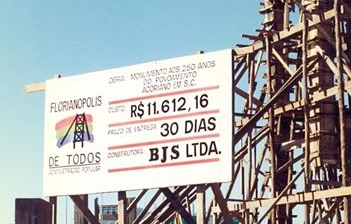 FLORIANOPOLIS
DE TODOS
ADMINISTRAÇÃO POPULAR
OBRA: MONUMENTO AOS 250 ANOS
DO POVOAMENTO
AÇORIANO EM S.C.
CUSTO: R$ 11.612,16
PRAZO DE ENTREGA: 30 DIAS
CONSTRUTORA: BJS LTDA.